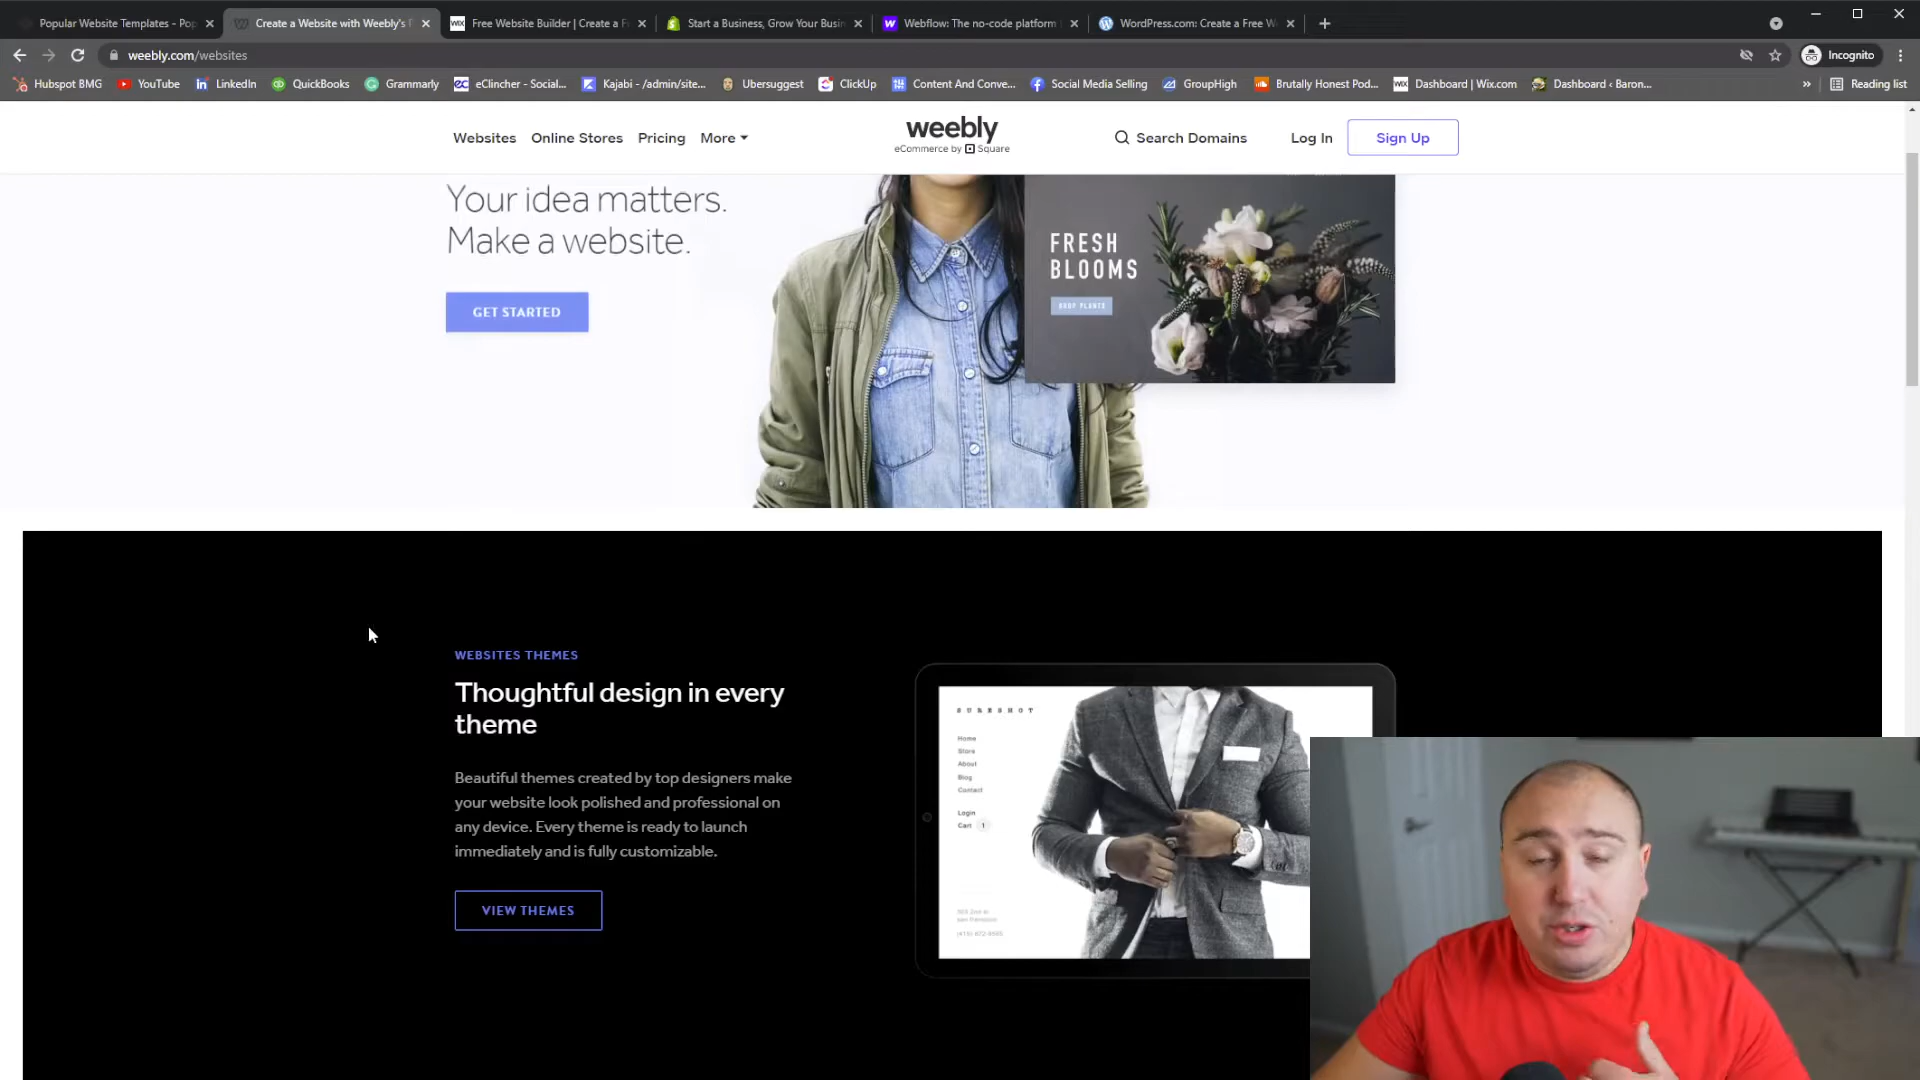 Popular Website Templates - Pop
Create a Website with Weebly's
Free Website Builder | Create a F
Start a Business, Grow Your Busin
Webflow: The no-code platform
WordPress.com: Create a Free W
weebly.com/websites
Incognito
Hubspot BMG
YouTube
LinkedIn
QuickBooks
Grammarly
eClincher - Social...
Kajabi - /admin/site...
Ubersuggest
ClickUp
Content And Conve...
Social Media Selling
GroupHigh
Brutally Honest Pod...
Dashboard | Wix.com
Dashboard ‹ Baron...
»
Reading list
Websites
Online Stores
Pricing
More
weebly
eCommerce by Square
Search Domains
Log In
Sign Up
Your idea matters.
Make a website.
GET STARTED
FRESH
BLOOMS
SHOP PLANTS
WEBSITES THEMES
Thoughtful design in every
theme
Beautiful themes created by top designers make
your website look polished and professional on
any device. Every theme is ready to launch
immediately and is fully customizable.
VIEW THEMES
SURESHOT
Home
Store
About
Blog
Contact
Login
Cart 1